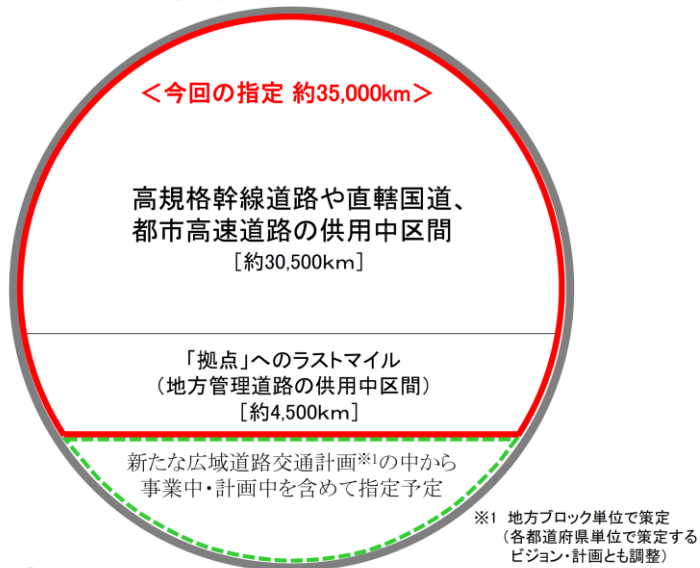 ＜今回の指定 約35,000km＞
高規格幹線道路や直轄国道、
都市高速道路の供用中区間
［約30,500km］
「拠点」へのラストマイル
（地方管理道路の供用中区間）
［約4,500km］
新たな広域道路交通計画※1の中から
事業中・計画中を含めて指定予定
※1 地方ブロック単位で策定
（各都道府県単位で策定する
ビジョン・計画とも調整）